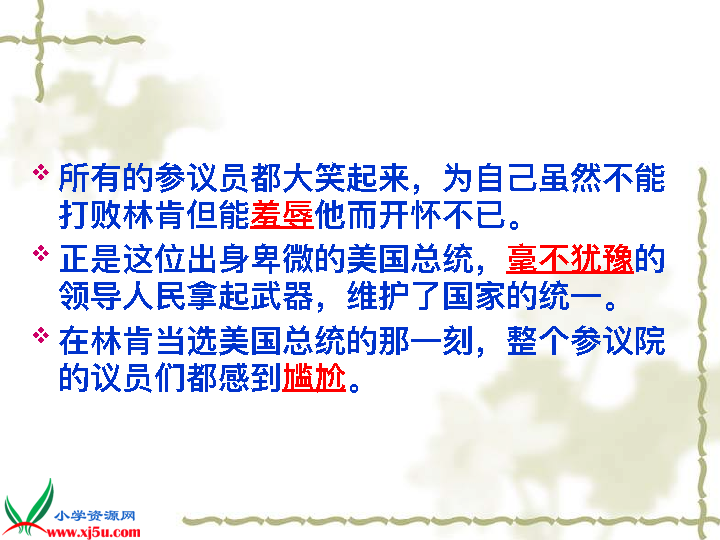 所有的参议员都大笑起来，为自己虽然不能
打败林肯但能羞辱他而开怀不已。
正是这位出身卑微的美国总统，毫不犹豫的
领导人民拿起武器，维护了国家的统一。
在林肯当选美国总统的那一刻，整个参议院
的议员们都感到尴尬。
小学资源网
www.xj5u.com